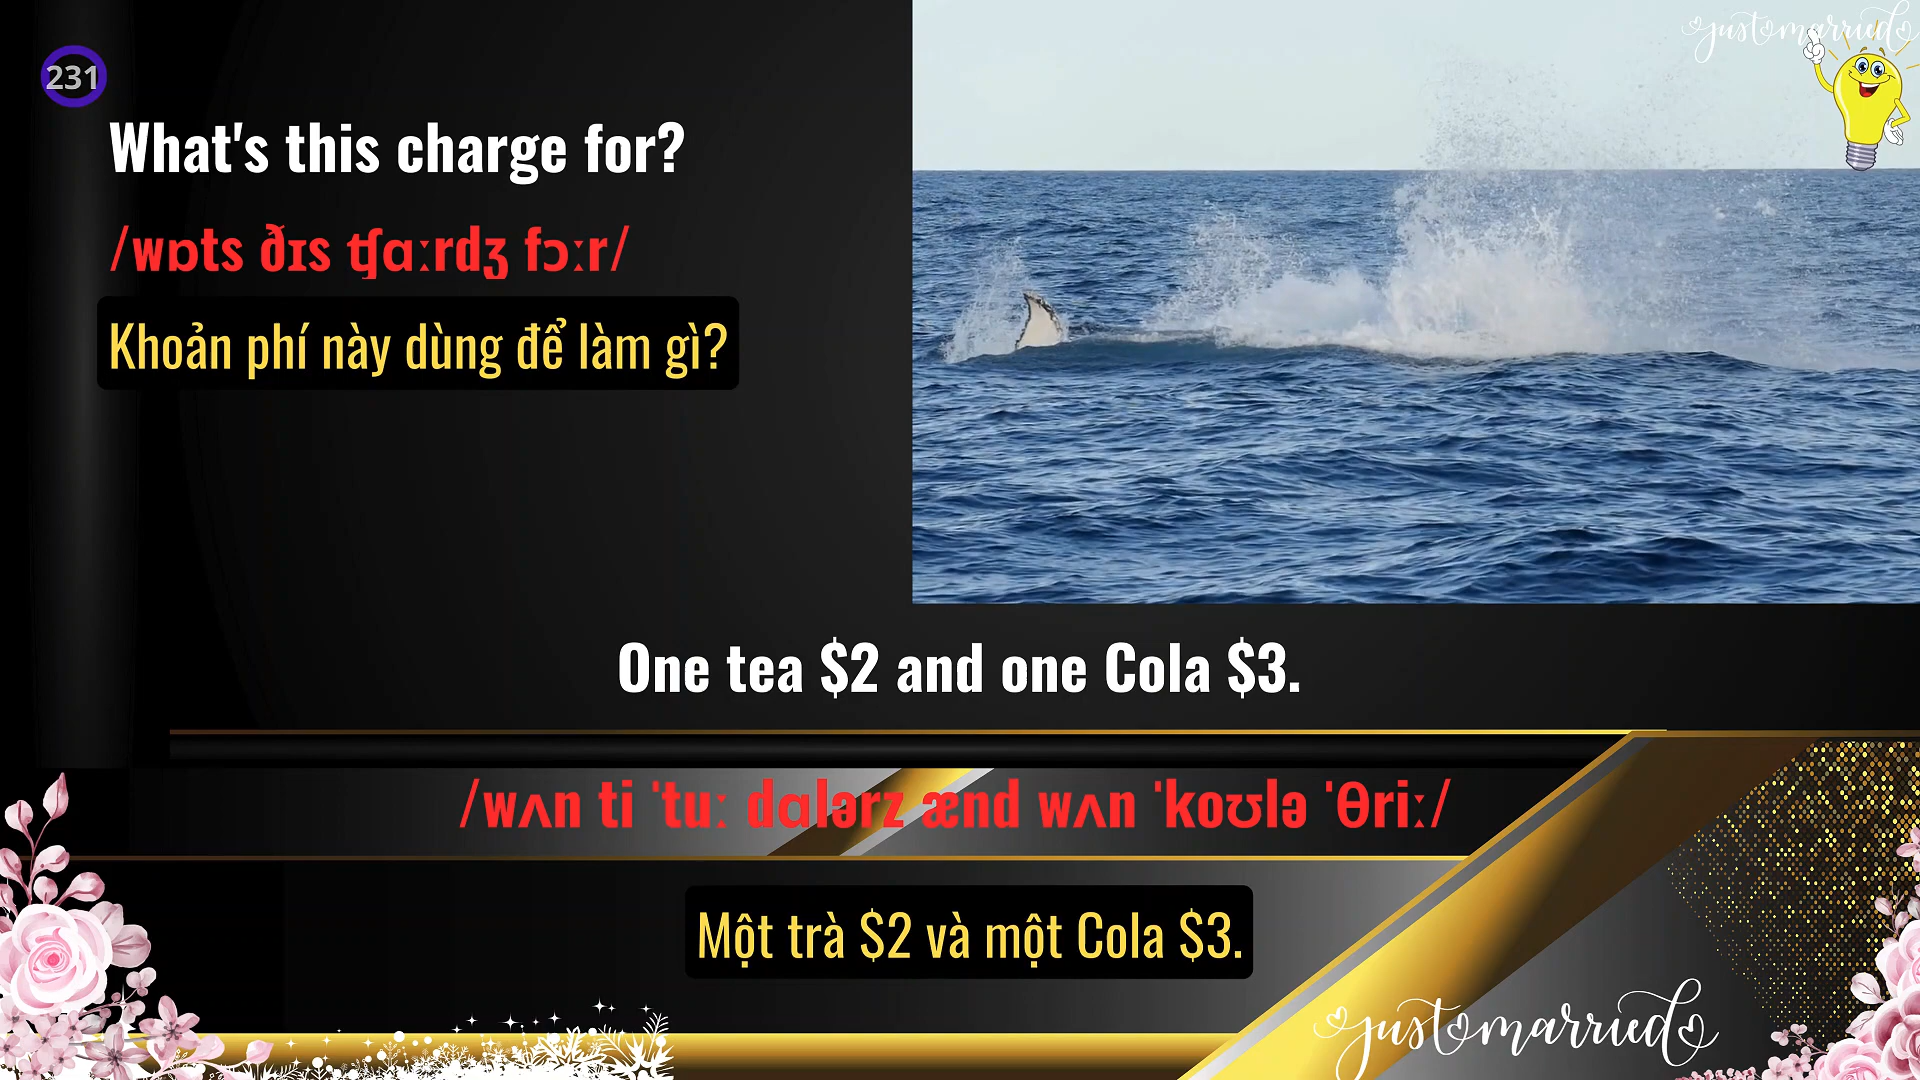 justmarried
231
What's this charge for?
/wɒts ðɪs ʧɑːrdʒ fɔːr/
Khoản phí này dùng để làm gì?
One tea $2 and one Cola $3.
/wʌn ti ˈtuː dɑlərz ænd wʌn ˈkoʊlə ˈθriː/
Một trà $2 và một Cola $3.
justmarried